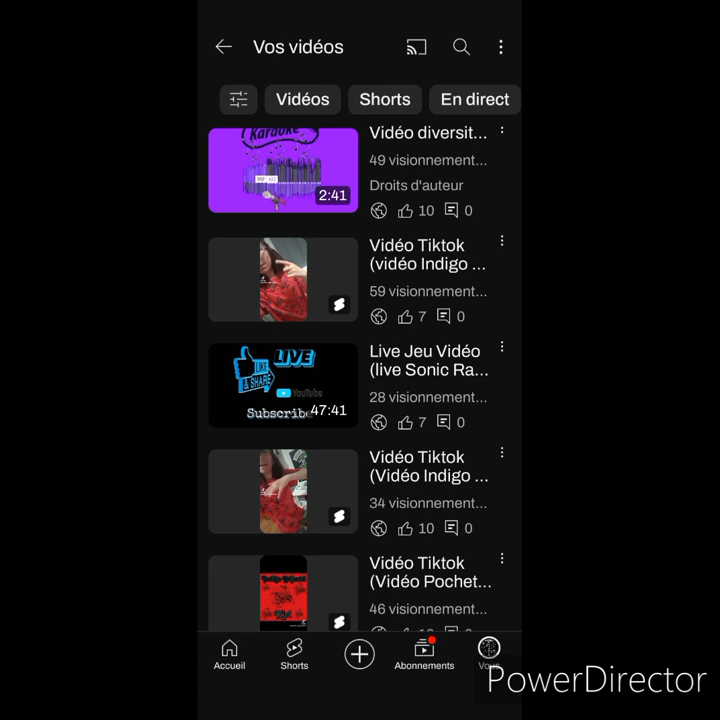 Vos vidéos
Vidéos
Shorts
En direct
Karaoke
2:41
Vidéo diversit...
49 visionnement...
Droits d'auteur
10
0
Vidéo Tiktok
(vidéo Indigo ...
59 visionnement...
7
0
LIVE
LIKE
& SHARE
YouTube
Subscribe
47:41
Live Jeu Vidéo
(live Sonic Ra...
28 visionnement...
7
0
Vidéo Tiktok
(Vidéo Indigo ...
34 visionnement...
10
0
Vidéo Tiktok
(Vidéo Pochet...
46 visionnement...
Accueil
Shorts
Abonnements
Vous
PowerDirector